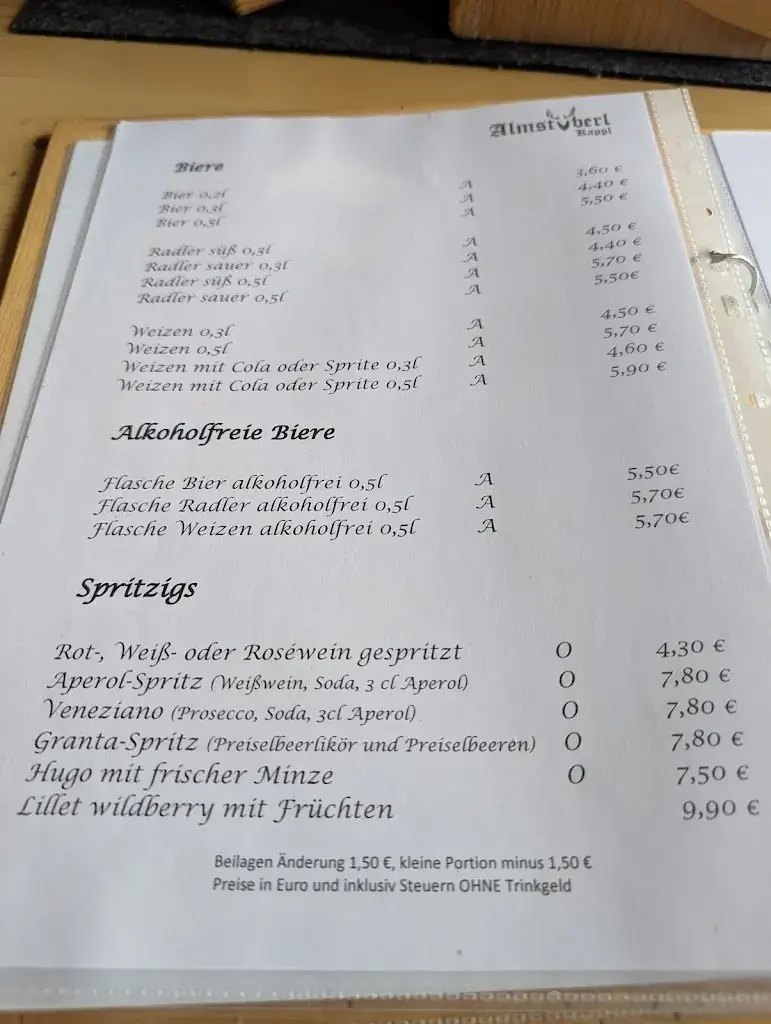 Almstüberl
Kappl
Biere
Bier 0,2l A 3,60 €
Bier 0,3l A 4,40 €
Bier 0,5l A 5,50 €
Radler süß 0,3l A 4,50 €
Radler sauer 0,3l A 4,40 €
Radler süß 0,5l A 5,70 €
Radler sauer 0,5l A 5,50€
Weizen 0,3l A 4,50 €
Weizen 0,5l A 5,70 €
Weizen mit Cola oder Sprite 0,3l A 4,60 €
Weizen mit Cola oder Sprite 0,5l A 5,90 €
Alkoholfreie Biere
Flasche Bier alkoholfrei 0,5l A 5,50€
Flasche Radler alkoholfrei 0,5l A 5,70€
Flasche Weizen alkoholfrei 0,5l A 5,70€
Spritzigs
Rot-, Weiß- oder Roséwein gespritzt O 4,30 €
Aperol-Spritz (Weißwein, Soda, 3 cl Aperol) O 7,80 €
Veneziano (Prosecco, Soda, 3cl Aperol) O 7,80 €
Granta-Spritz (Preiselbeerlikör und Preiselbeeren) O 7,80 €
Hugo mit frischer Minze O 7,50 €
Lillet wildberry mit Früchten 9,90 €
Beilagen Änderung 1,50 €, kleine Portion minus 1,50 €
Preise in Euro und inklusiv Steuern OHNE Trinkgeld